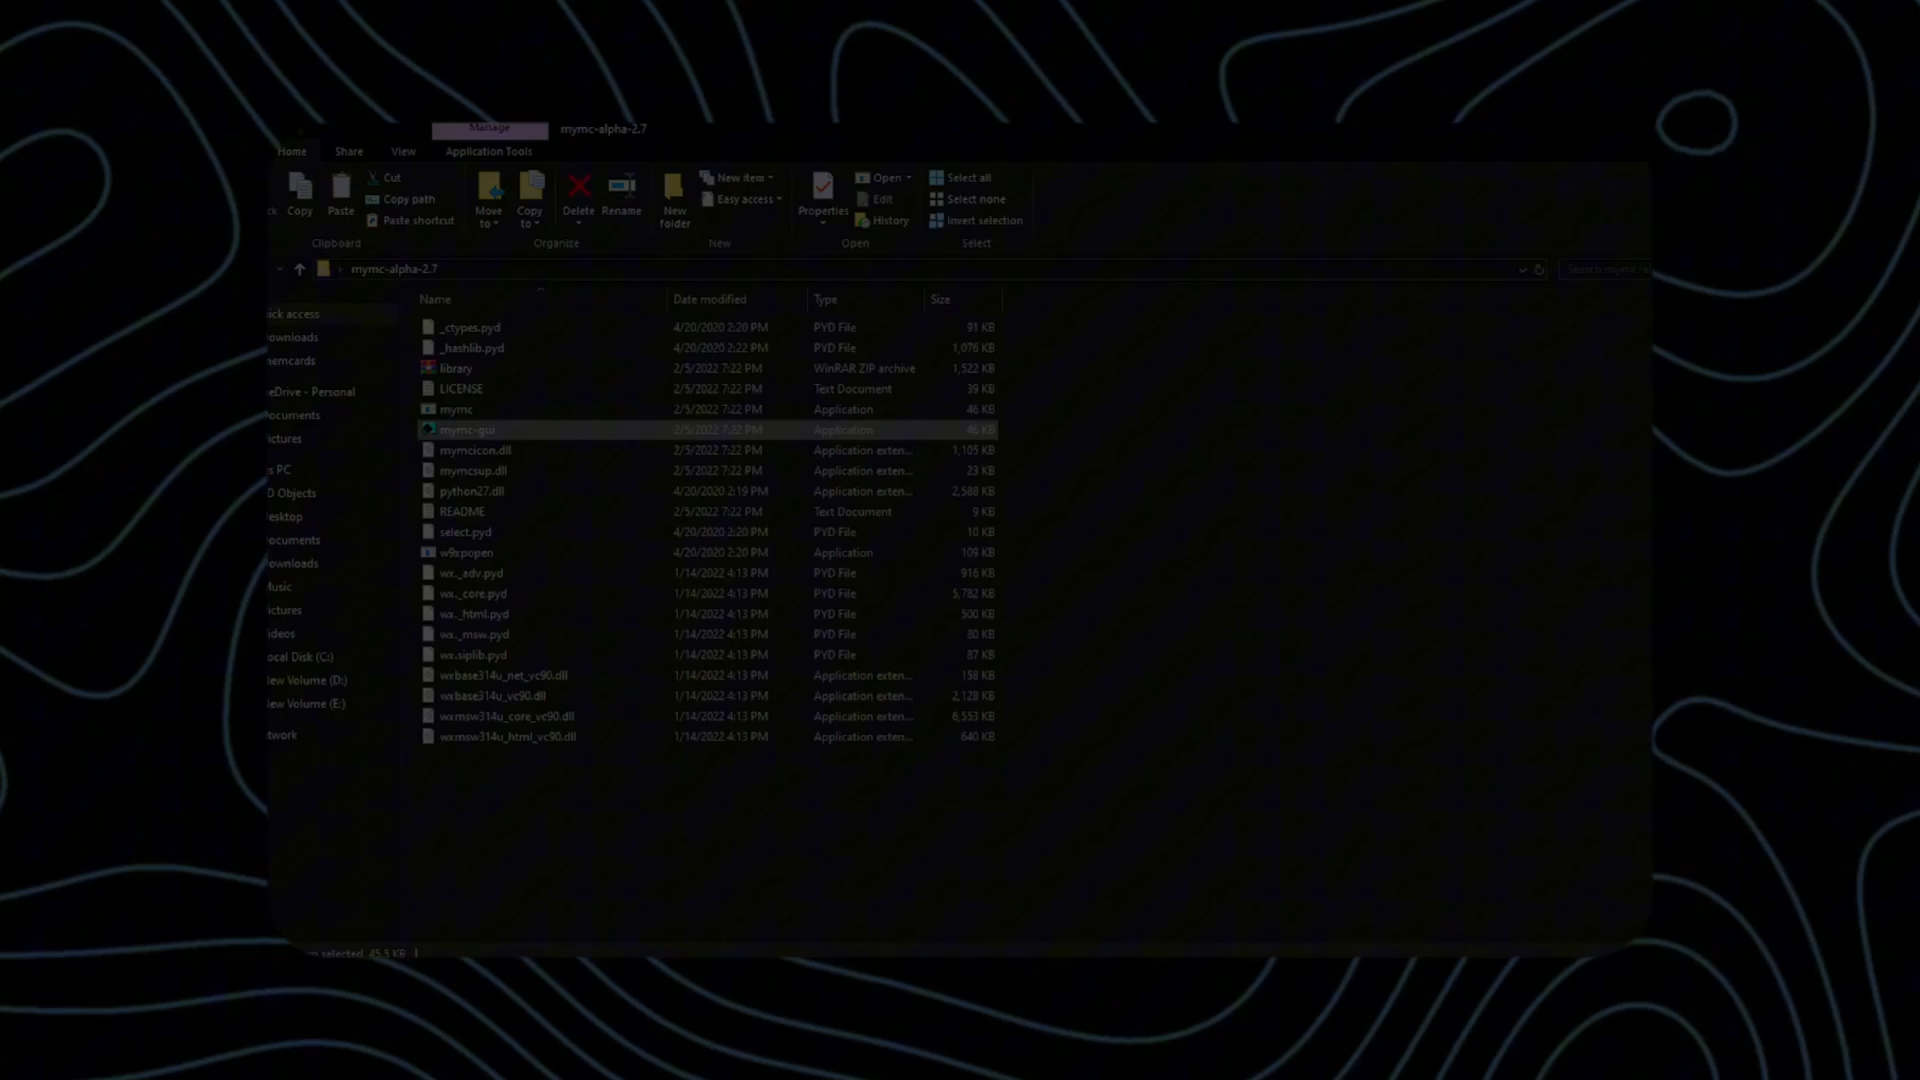 Manage
mymc-alpha-2.7
Home
Share
View
Application Tools
Copy
Paste
Cut
Copy path
Paste shortcut
Move to
Copy to
Delete
Rename
New folder
New item
Easy access
Properties
Open
Edit
History
Select all
Select none
Invert selection
Clipboard
Organize
New
Open
Select
mymc-alpha-2.7
Search mymc-al
Name Date modified Type Size
ick access
ownloads
nemcards
eDrive - Personal
ocuments
ictures
s PC
D Objects
esktop
ocuments
ownloads
Music
ictures
ideos
ocal Disk (C:)
lew Volume (D:)
lew Volume (E:)
twork
_ctypes.pyd 4/20/2020 2:20 PM PYD File 91 KB
_hashlib.pyd 4/20/2020 2:22 PM PYD File 1,076 KB
library 2/5/2022 7:22 PM WinRAR ZIP archive 1,522 KB
LICENSE 2/5/2022 7:22 PM Text Document 39 KB
mymc 2/5/2022 7:22 PM Application 46 KB
mymc-gui 2/5/2022 7:22 PM Application 46 KB
mymcicon.dll 2/5/2022 7:22 PM Application exten... 1,105 KB
mymcsup.dll 2/5/2022 7:22 PM Application exten... 23 KB
python27.dll 4/20/2020 2:19 PM Application exten... 2,588 KB
README 2/5/2022 7:22 PM Text Document 9 KB
select.pyd 4/20/2020 2:20 PM PYD File 10 KB
w9xpopen 4/20/2020 2:20 PM Application 109 KB
wx._adv.pyd 1/14/2022 4:13 PM PYD File 916 KB
wx._core.pyd 1/14/2022 4:13 PM PYD File 5,782 KB
wx._html.pyd 1/14/2022 4:13 PM PYD File 500 KB
wx._msw.pyd 1/14/2022 4:13 PM PYD File 80 KB
wx.siplib.pyd 1/14/2022 4:13 PM PYD File 87 KB
wxbase314u_net_vc90.dll 1/14/2022 4:13 PM Application exten... 158 KB
wxbase314u_vc90.dll 1/14/2022 4:13 PM Application exten... 2,128 KB
wxmsw314u_core_vc90.dll 1/14/2022 4:13 PM Application exten... 6,553 KB
wxmsw314u_html_vc90.dll 1/14/2022 4:13 PM Application exten... 640 KB
m selected 45.5 KB